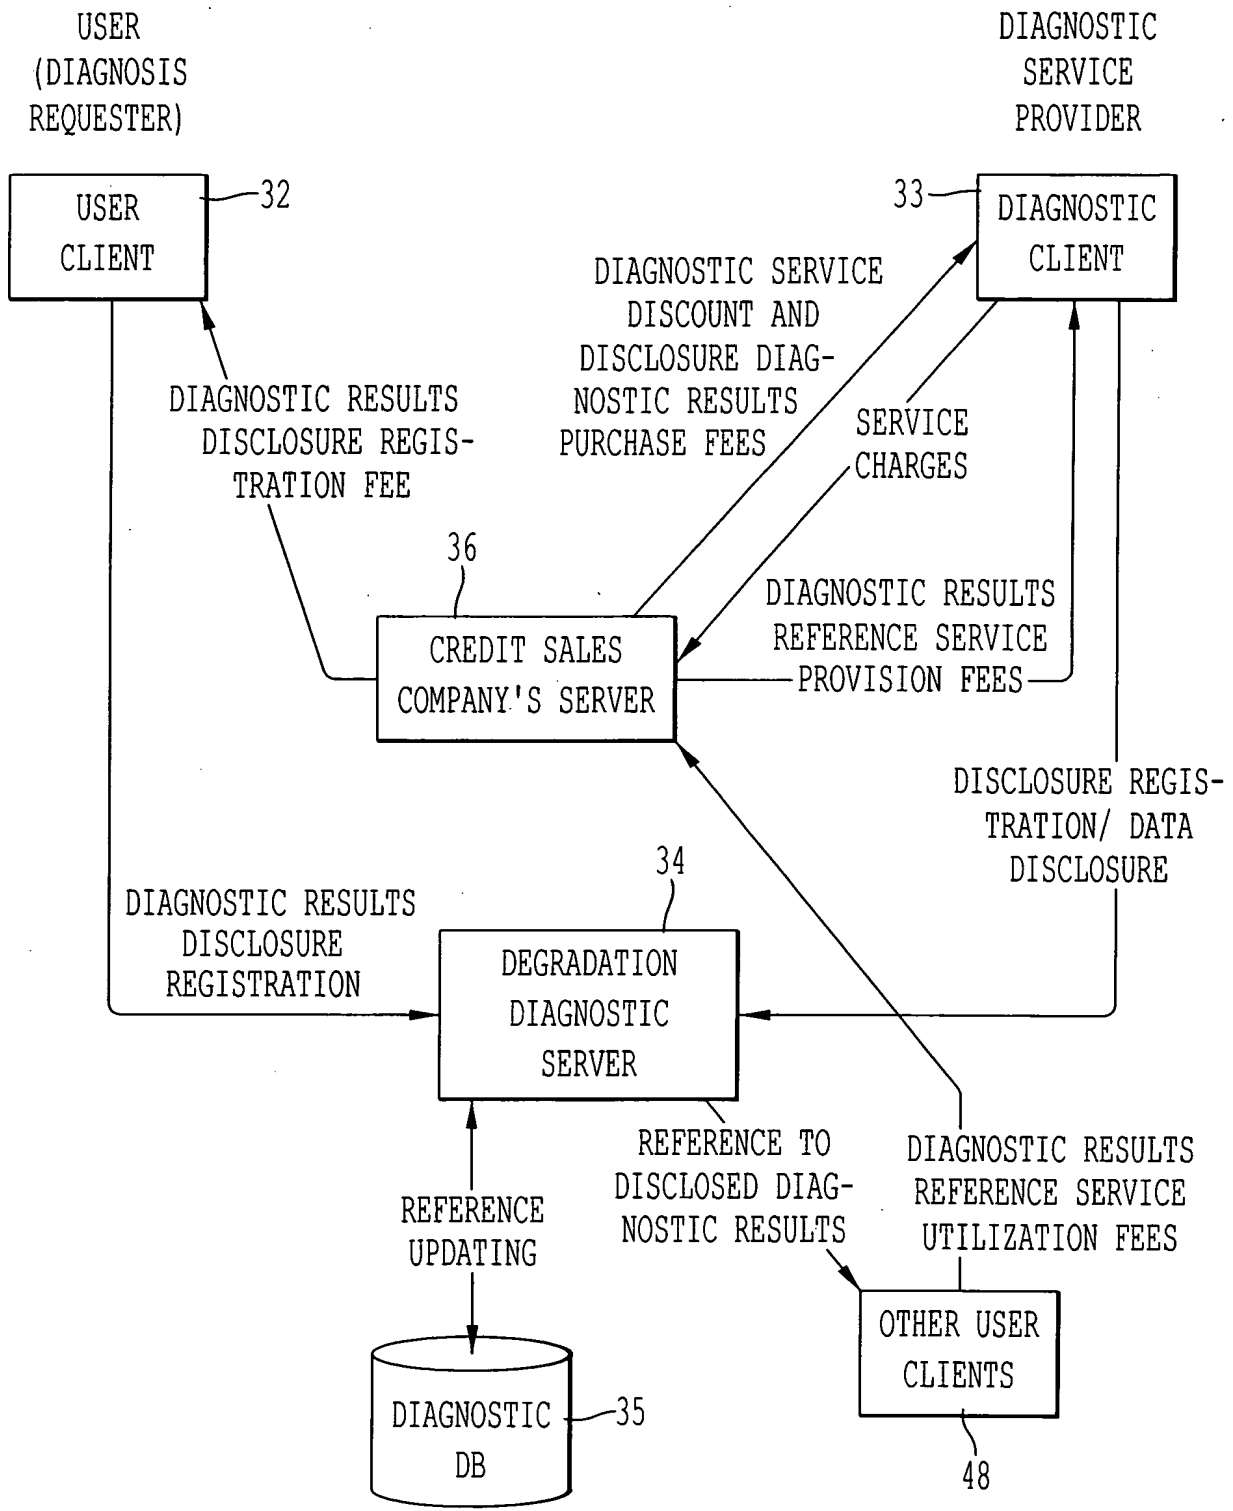 USER
(DIAGNOSIS
REQUESTER)
DIAGNOSTIC
SERVICE
PROVIDER
USER
CLIENT
32
33
DIAGNOSTIC
CLIENT
DIAGNOSTIC SERVICE
DISCOUNT AND
DISCLOSURE DIAG-
NOSTIC RESULTS
PURCHASE FEES
DIAGNOSTIC RESULTS
DISCLOSURE REGIS-
TRATION FEE
SERVICE
CHARGES
36
CREDIT SALES
COMPANY'S SERVER
DIAGNOSTIC RESULTS
REFERENCE SERVICE
PROVISION FEES
DISCLOSURE REGIS-
TRATION/ DATA
DISCLOSURE
DIAGNOSTIC RESULTS
DISCLOSURE
REGISTRATION
34
DEGRADATION
DIAGNOSTIC
SERVER
REFERENCE TO
DISCLOSED DIAG-
NOSTIC RESULTS
DIAGNOSTIC RESULTS
REFERENCE SERVICE
UTILIZATION FEES
REFERENCE
UPDATING
OTHER USER
CLIENTS
48
DIAGNOSTIC
DB
35